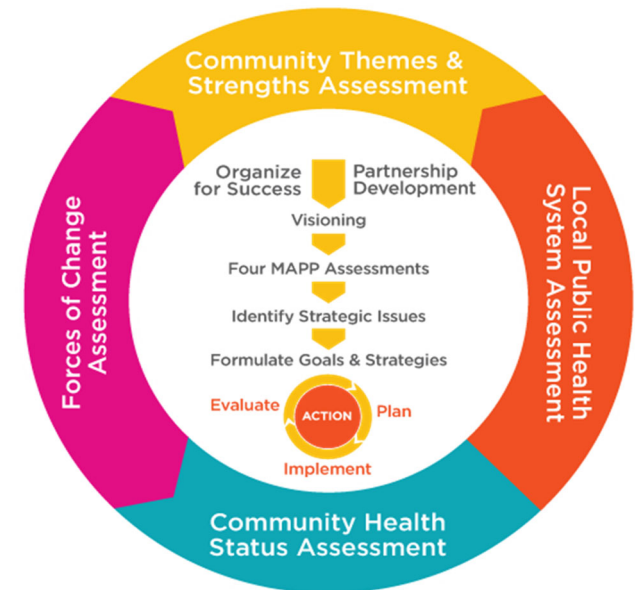 Community Themes &
Strengths Assessment
Local Public Health
System Assessment
Community Health
Status Assessment
Forces of Change
Assessment
Organize
for Success
Partnership
Development
Visioning
Four MAPP Assessments
Identify Strategic Issues
Formulate Goals & Strategies
Evaluate
ACTION
Plan
Implement